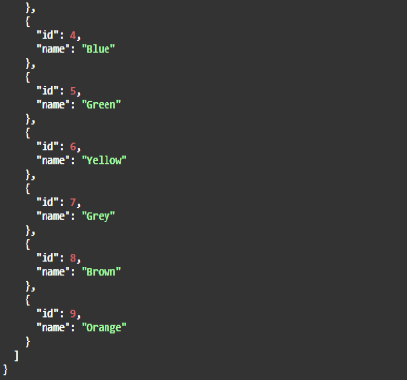 },
{
"id": 4,
"name": "Blue"
},
{
"id": 5,
"name": "Green"
},
{
"id": 6,
"name": "Yellow"
},
{
"id": 7,
"name": "Grey"
},
{
"id": 8,
"name": "Brown"
},
{
"id": 9,
"name": "Orange"
}
]
}